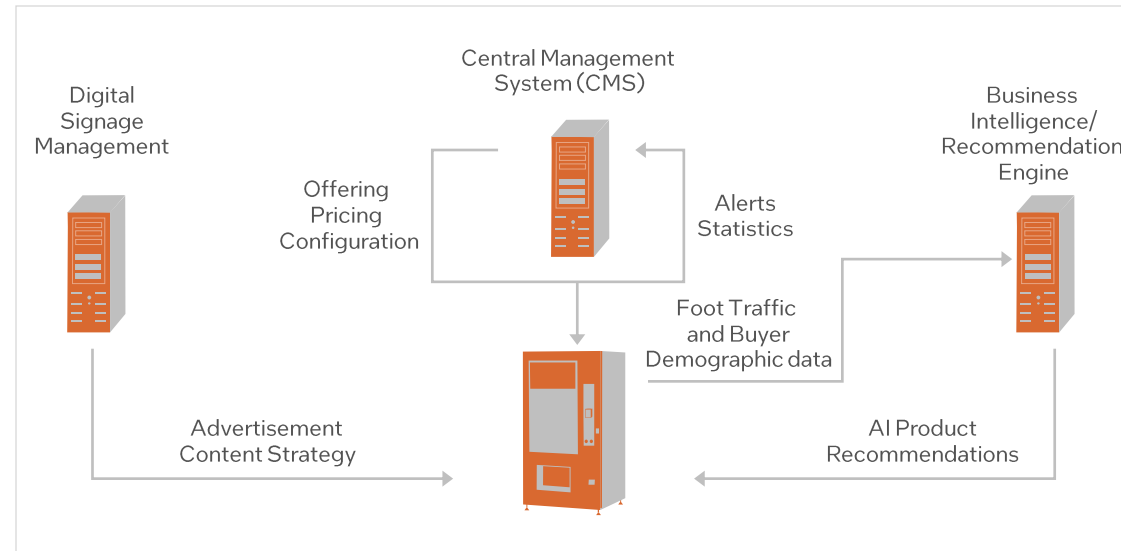 Central Management
System (CMS)
Digital
Signage
Management
Business
Intelligence/
Recommendation
Engine
Offering
Pricing
Configuration
Alerts
Statistics
Foot Traffic
and Buyer
Demographic data
Advertisement
Content Strategy
AI Product
Recommendations